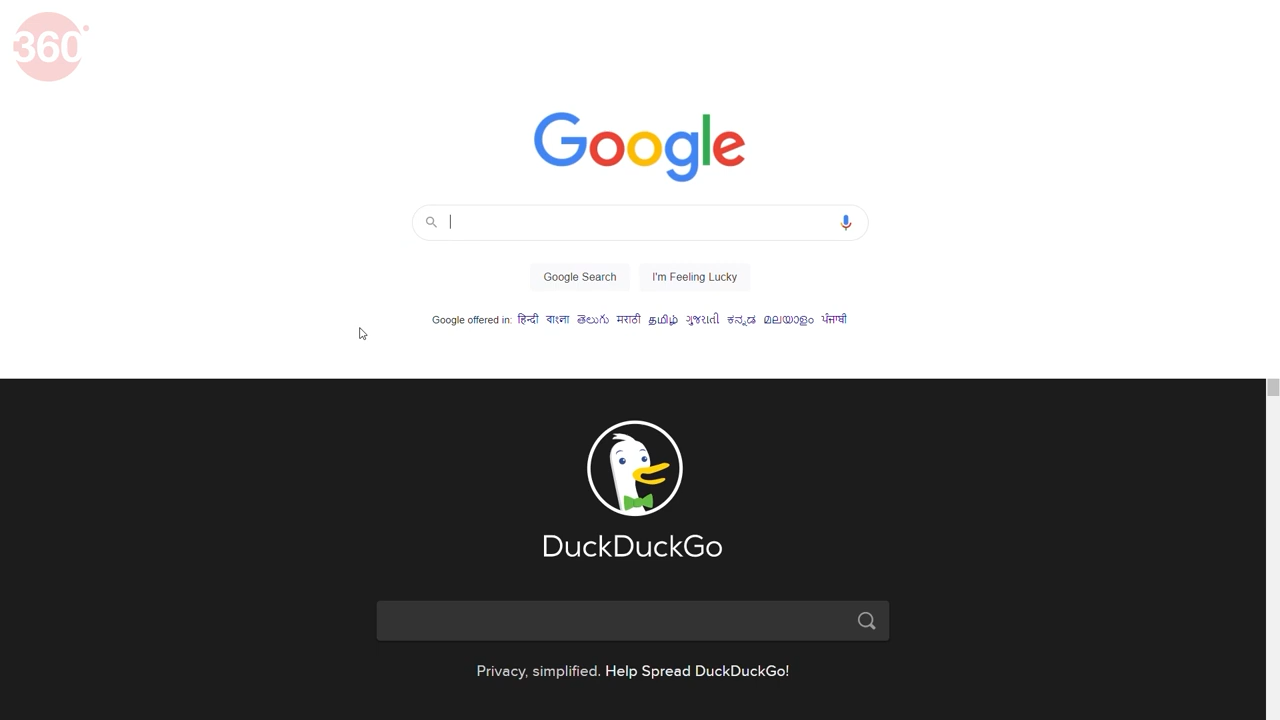 360°
Google
Google Search I'm Feeling Lucky
Google offered in: हिन्दी বাংলা తెలుగు मराठी தமிழ் ગુજરાતી ಕನ್ನಡ മലയാളം ਪੰਜਾਬੀ
DuckDuckGo
Privacy, simplified. Help Spread DuckDuckGo!